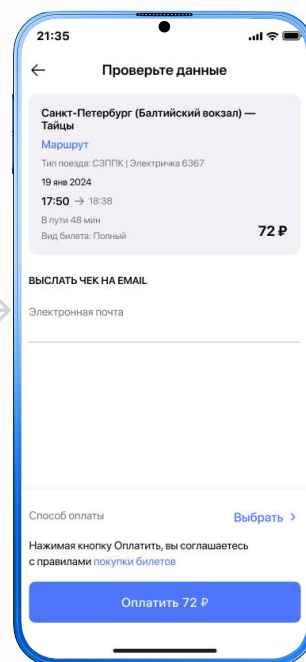 21:35
Проверьте данные
Санкт-Петербург (Балтийский вокзал) —
Тайцы
Маршрут
Тип поезда: СЗППК | Электричка 6367
19 янв 2024
17:50 → 18:38
В пути 48 мин
Вид билета: Полный
72 ₽
ВЫСЛАТЬ ЧЕК НА EMAIL
Электронная почта
Способ оплаты
Выбрать >
Нажимая кнопку Оплатить, вы соглашаетесь
с правилами покупки билетов
Оплатить 72 ₽